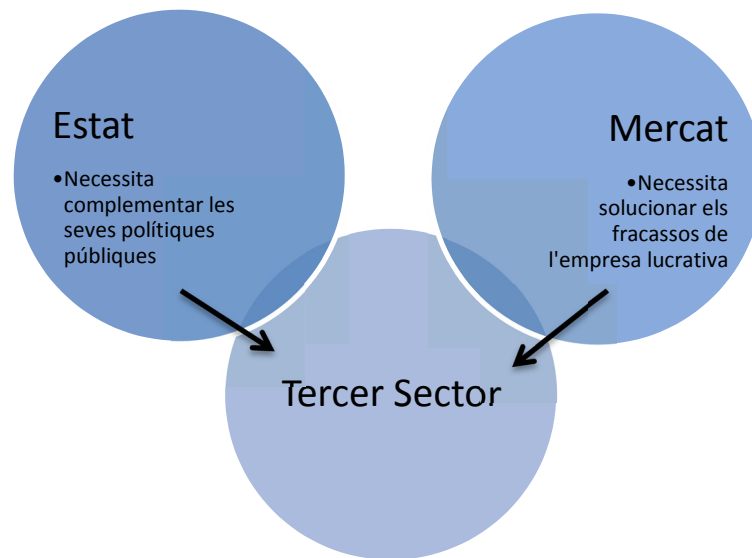 Estat
•Necessita
complementar les
seves polítiques
públiques
Mercat
•Necessita
solucionar els
fracassos de
l'empresa lucrativa
Tercer Sector